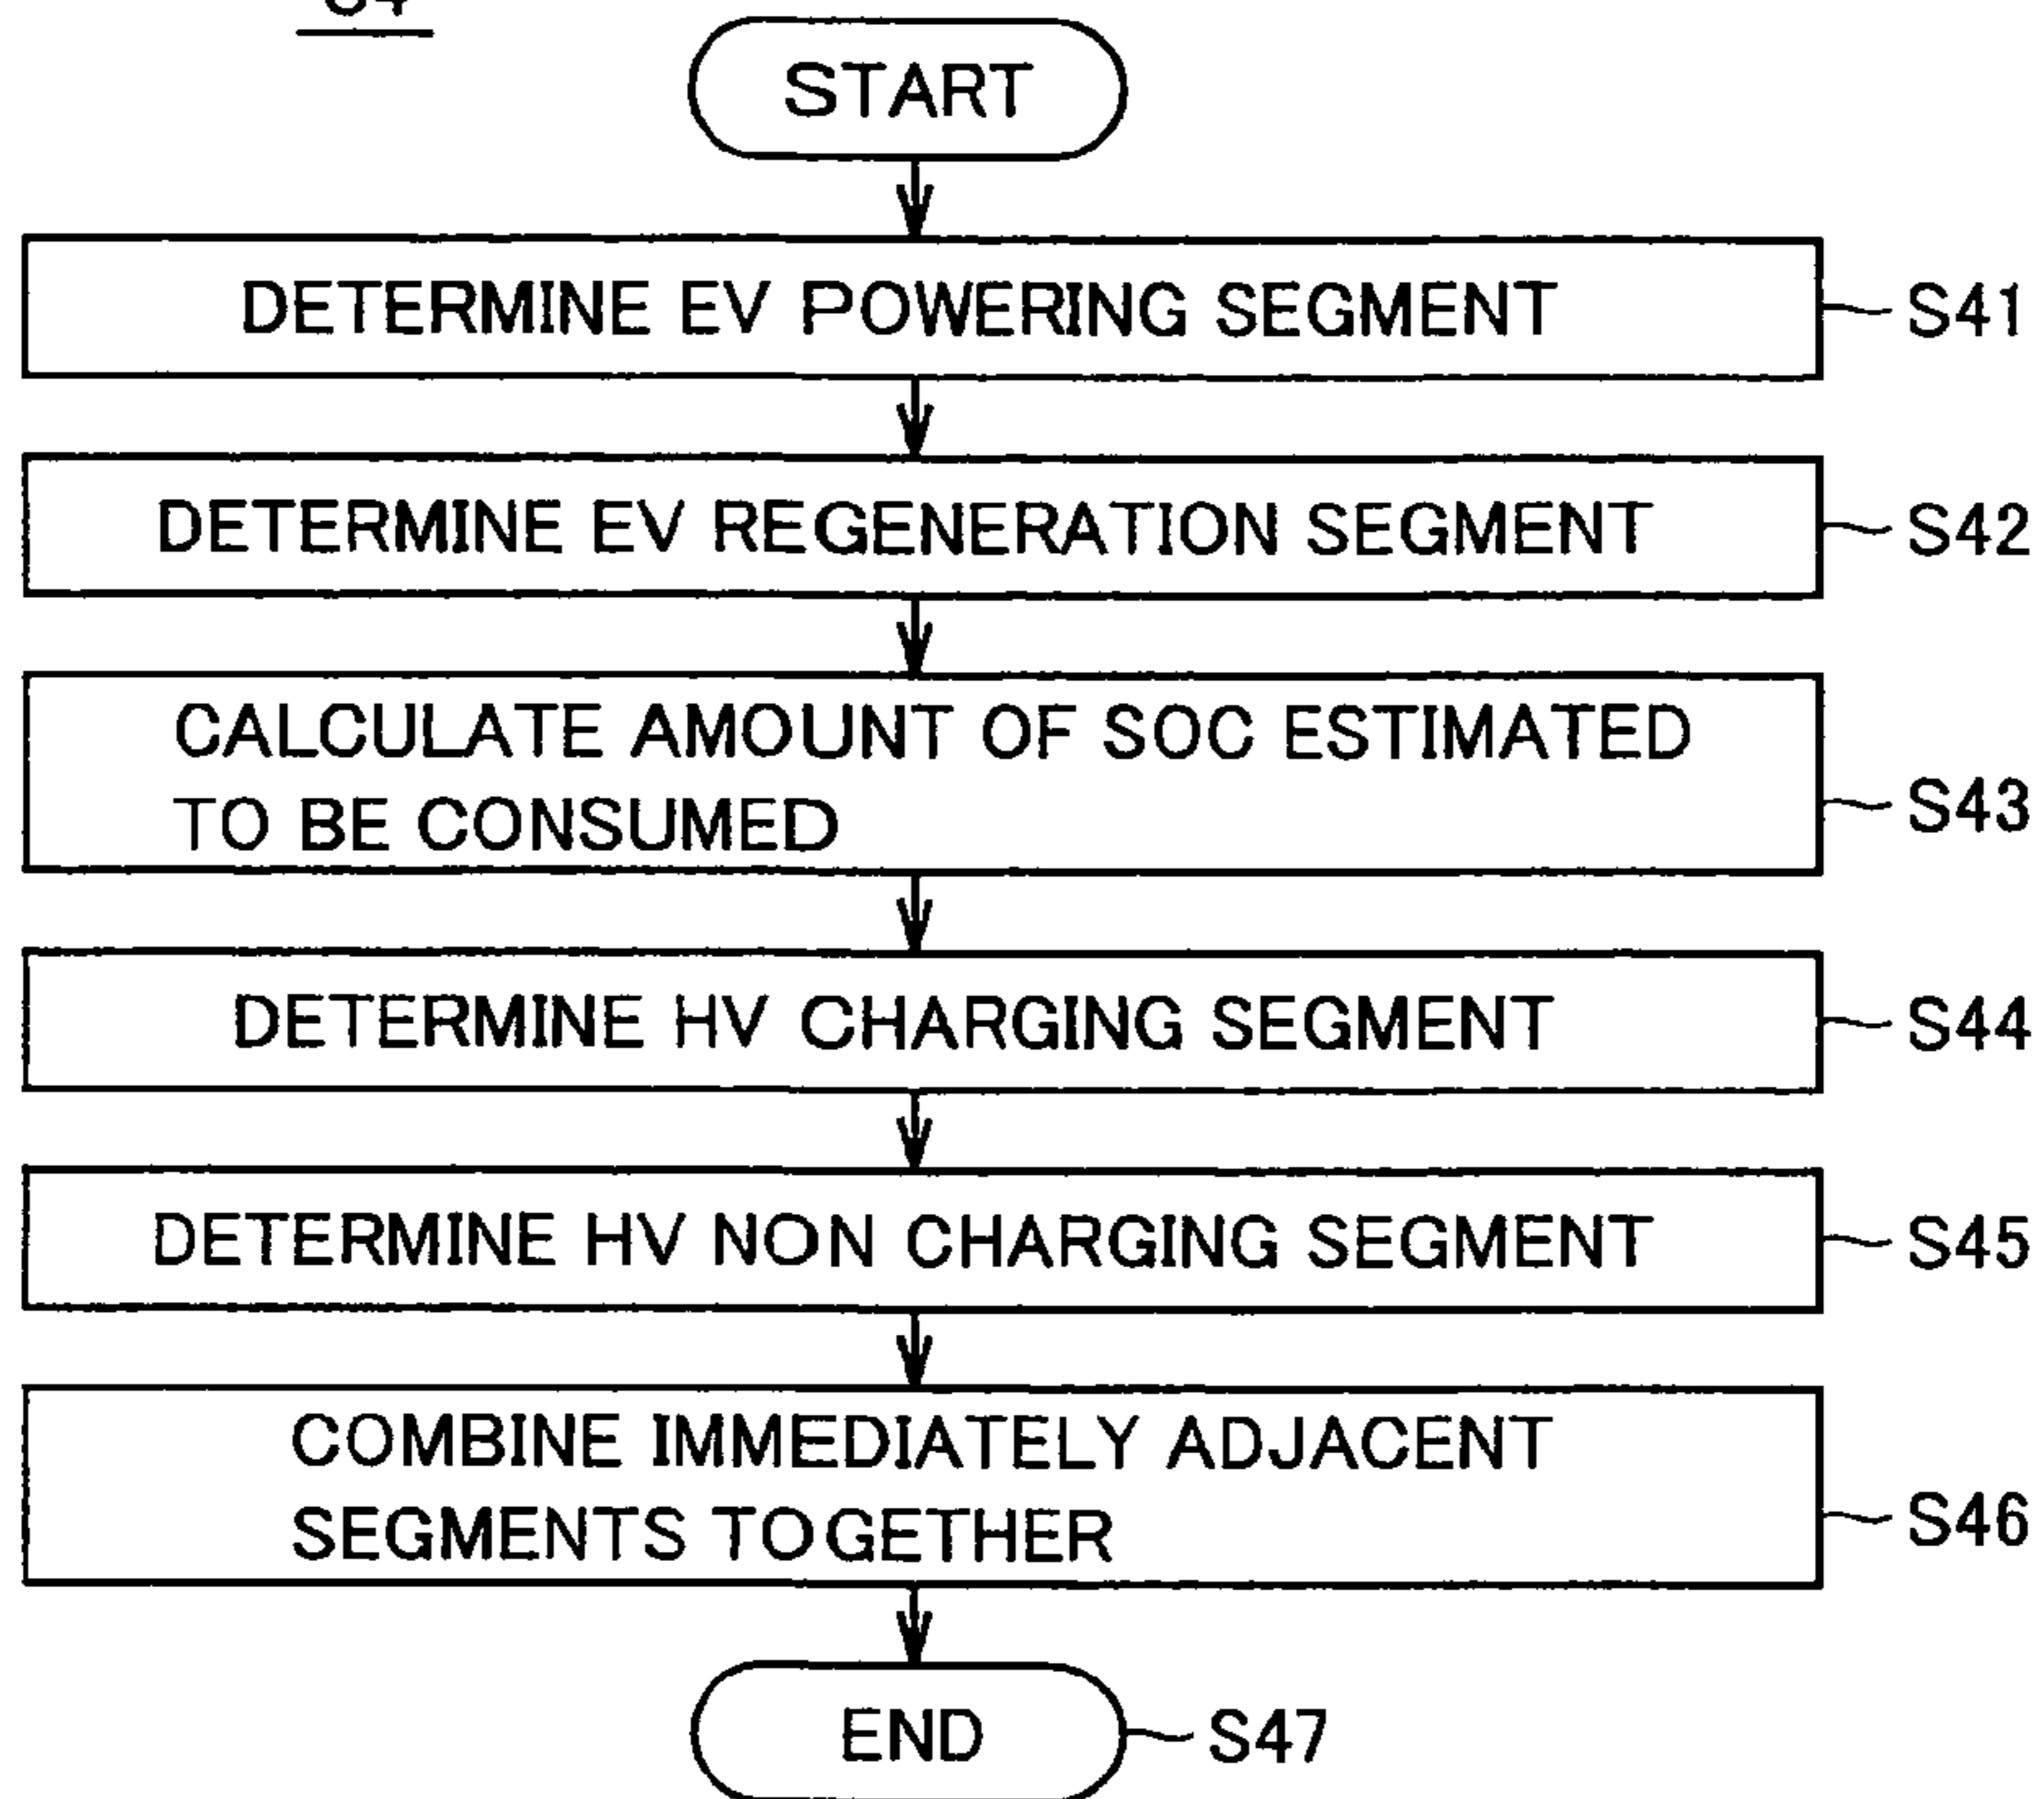 START
DETERMINE EV POWERING SEGMENT
S41
DETERMINE EV REGENERATION SEGMENT
S42
CALCULATE AMOUNT OF SOC ESTIMATED
TO BE CONSUMED
S43
DETERMINE HV CHARGING SEGMENT
S44
DETERMINE HV NON CHARGING SEGMENT
S45
COMBINE IMMEDIATELY ADJACENT
SEGMENTS TOGETHER
S46
END
S47